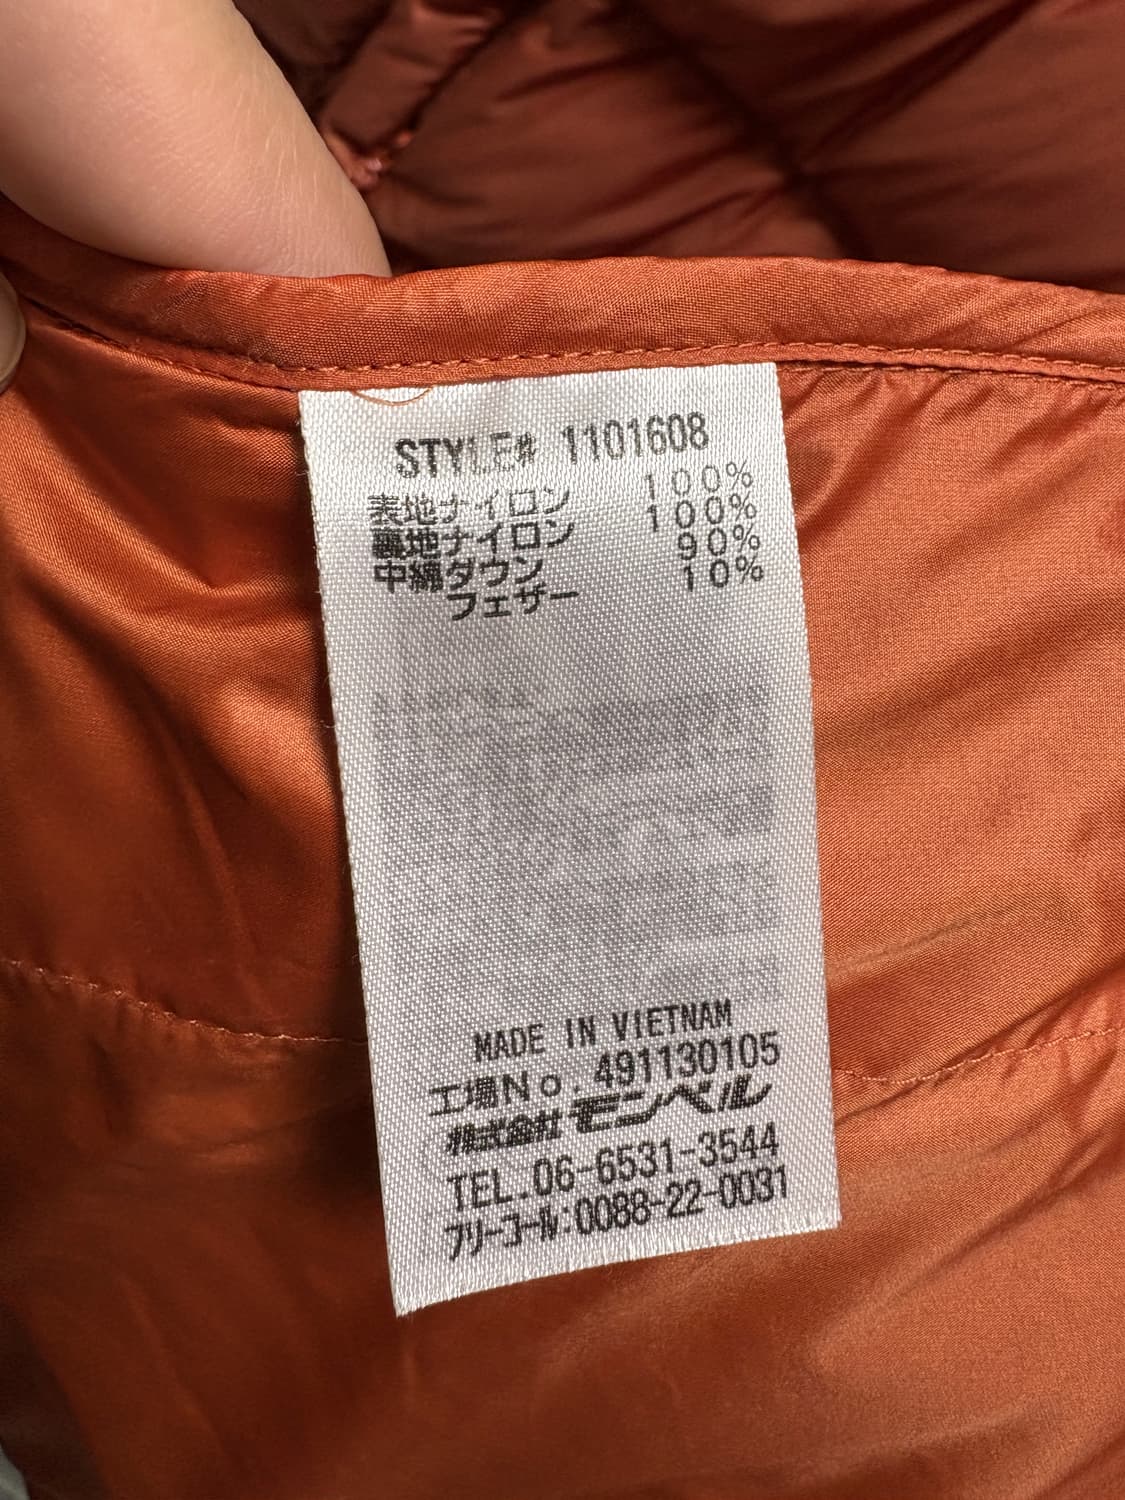 STYLE# 1101608
表地ナイロン 100%
裏地ナイロン 100%
中綿ダウン 90%
フェザー 10%
MADE IN VIETNAM
工場No. 491130105
株式会社モンベル
TEL.06-6531-3544
フリーコール:0088-22-0031